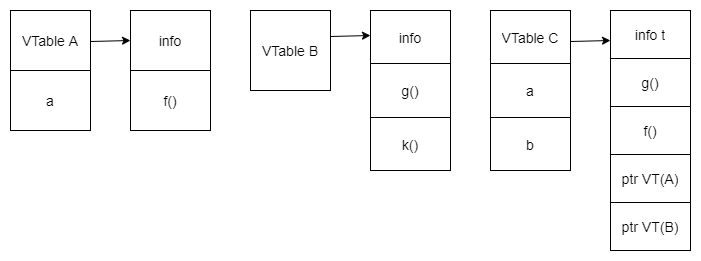 VTable A
info
a
f()
VTable B
info
g()
k()
VTable C
info t
a
g()
b
f()
ptr VT(A)
ptr VT(B)